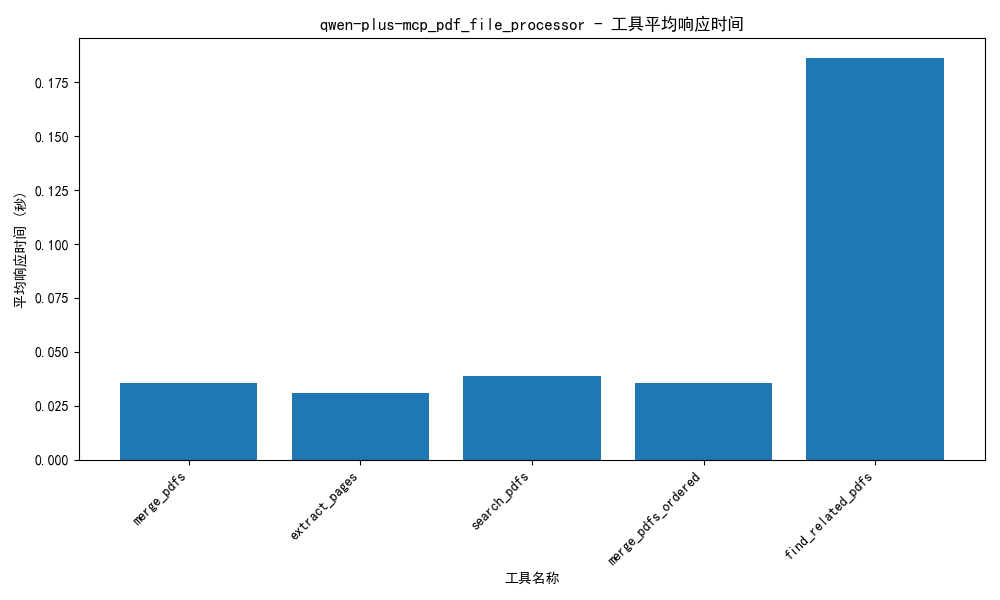 qwen-plus-mcp_pdf_file_processor - 工具平均响应时间
平均响应时间 (秒)
0.175
0.150
0.125
0.100
0.075
0.050
0.025
0.000
merge_pdfs
extract_pages
search_pdfs
merge_pdfs_ordered
find_related_pdfs
工具名称